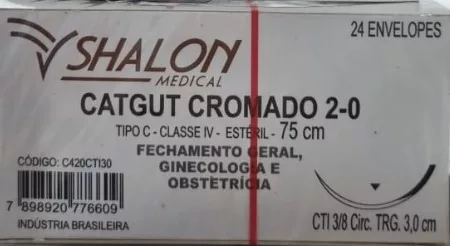 SHALON
MEDICAL
24 ENVELOPES
CATGUT CROMADO 2-0
TIPO C - CLASSE IV - ESTÉRIL - 75 cm
FECHAMENTO GERAL,
GINECOLOGIA E
OBSTETRÍCIA
CÓDIGO: C420CTI30
7 898920 776609
INDÚSTRIA BRASILEIRA
CTI 3/8 Circ. TRG. 3,0 cm